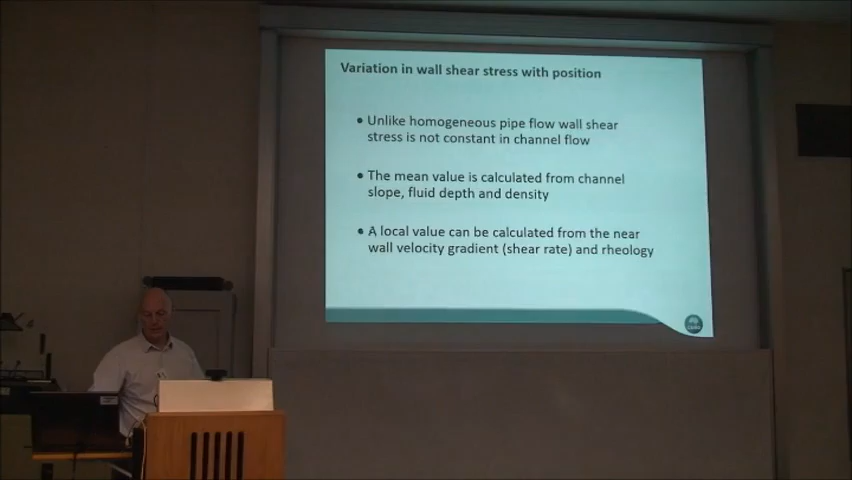 Variation in wall shear stress with position
• Unlike homogeneous pipe flow wall shear
stress is not constant in channel flow
• The mean value is calculated from channel
slope, fluid depth and density
• A local value can be calculated from the near
wall velocity gradient (shear rate) and rheology